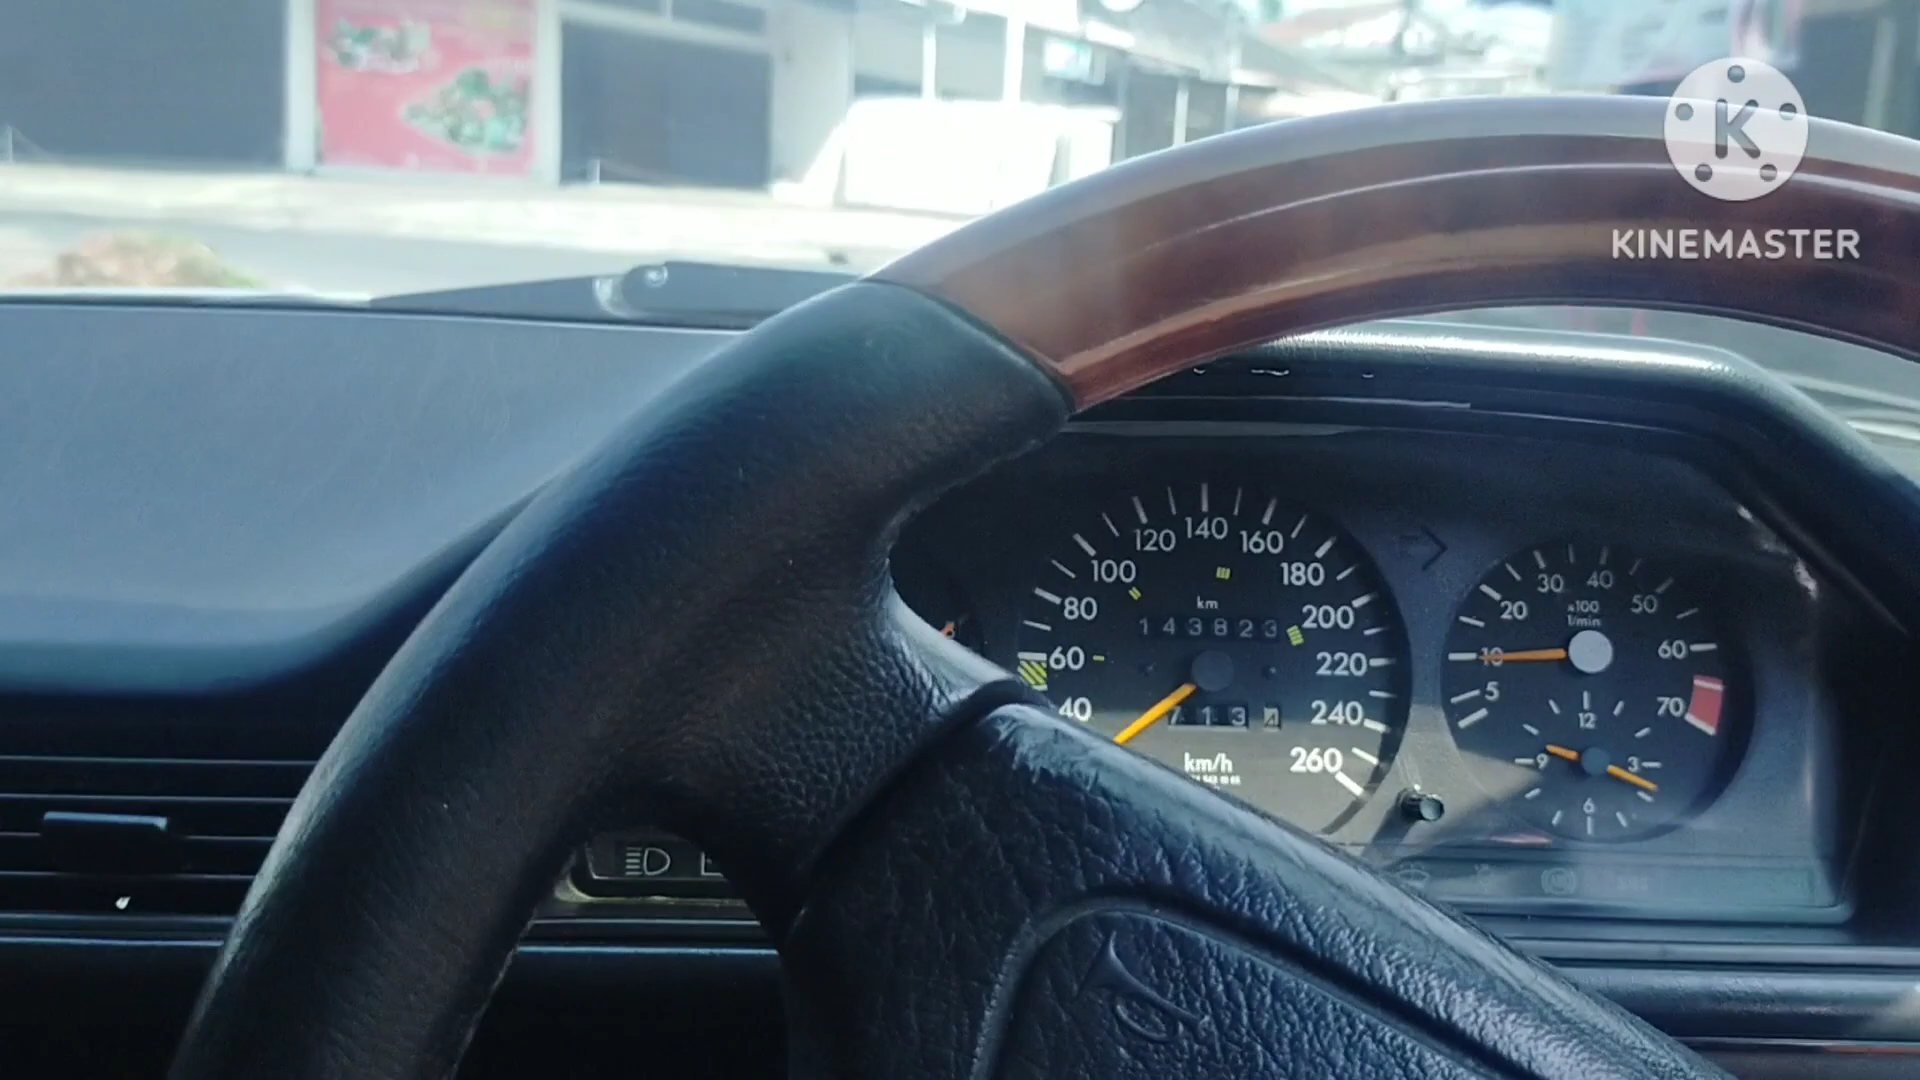 KINEMASTER
120 140 160
100 180
80 km 200
143823
60 220
40 713 240
km/h 260
30 40
20 x100 50
1/min
10 60
5 70
12
9 3
6